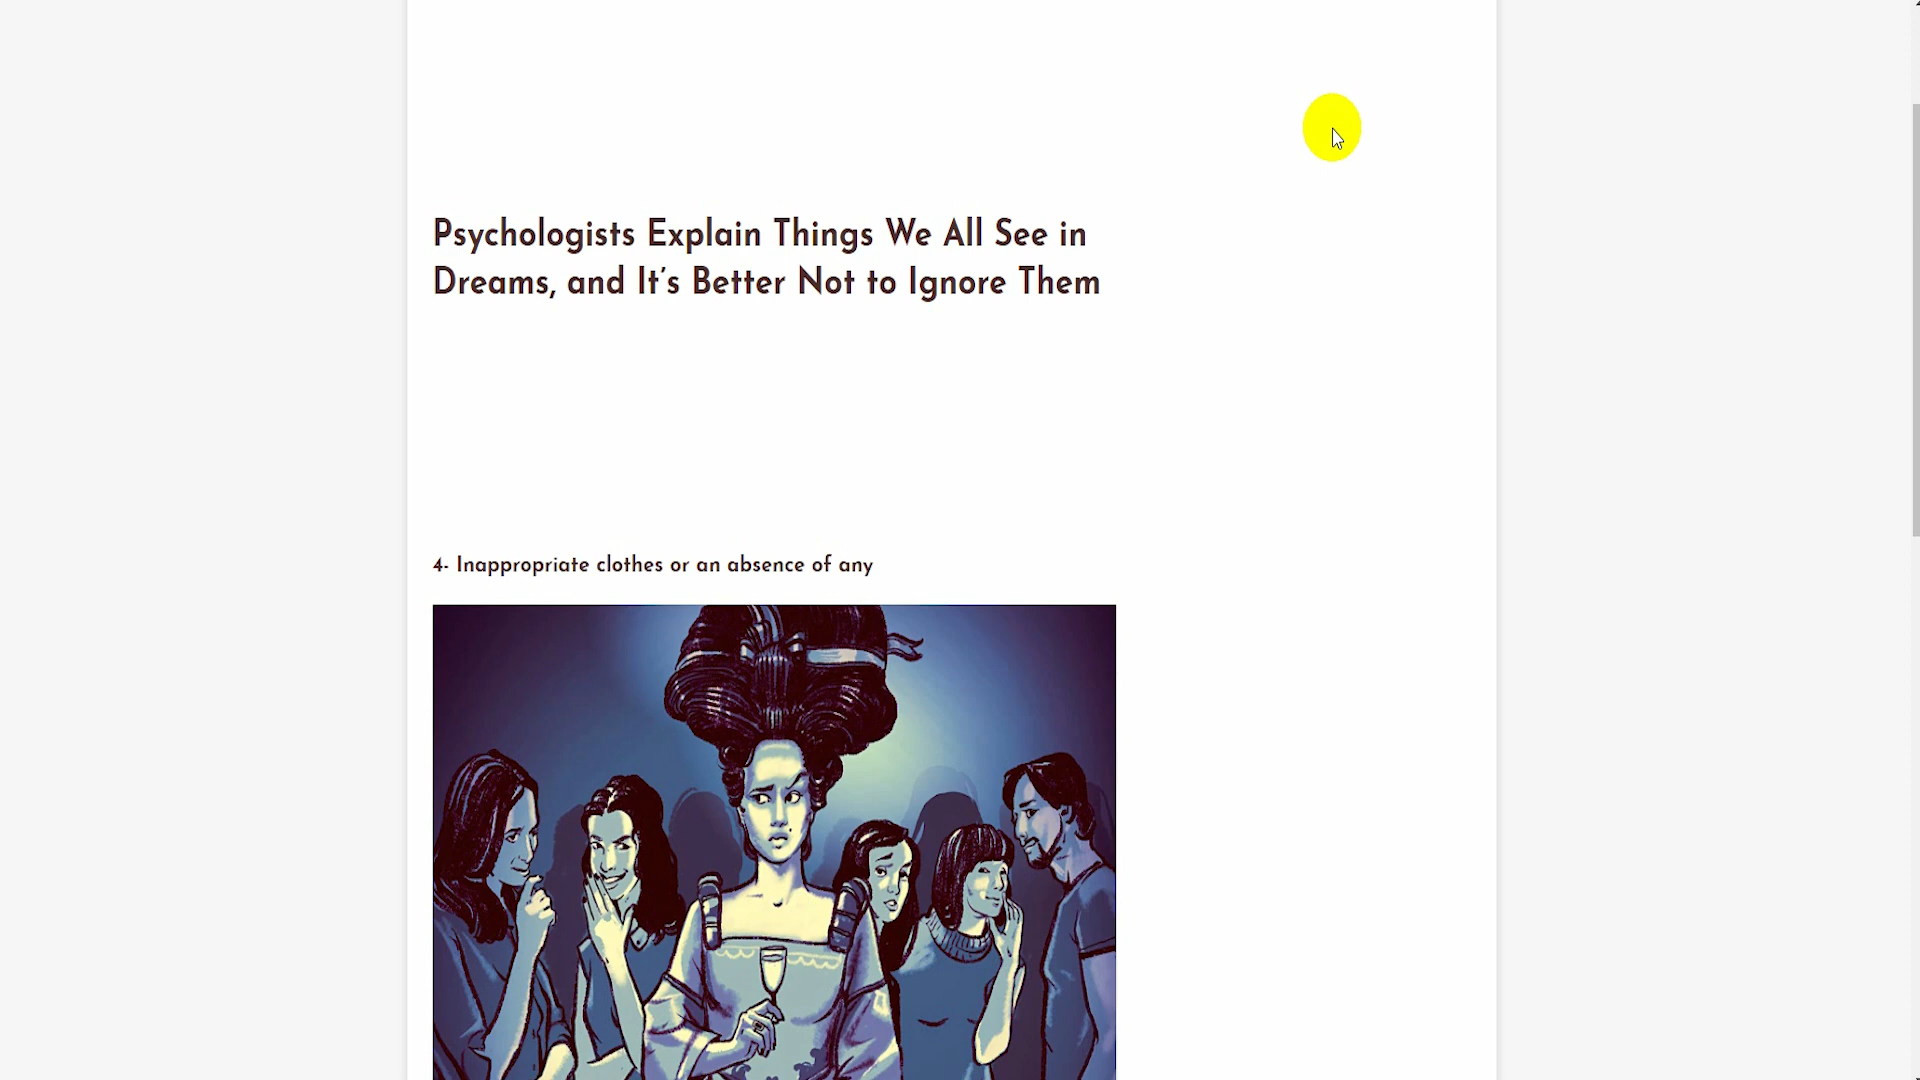 Psychologists Explain Things We All See in
Dreams, and It’s Better Not to Ignore Them
4- Inappropriate clothes or an absence of any